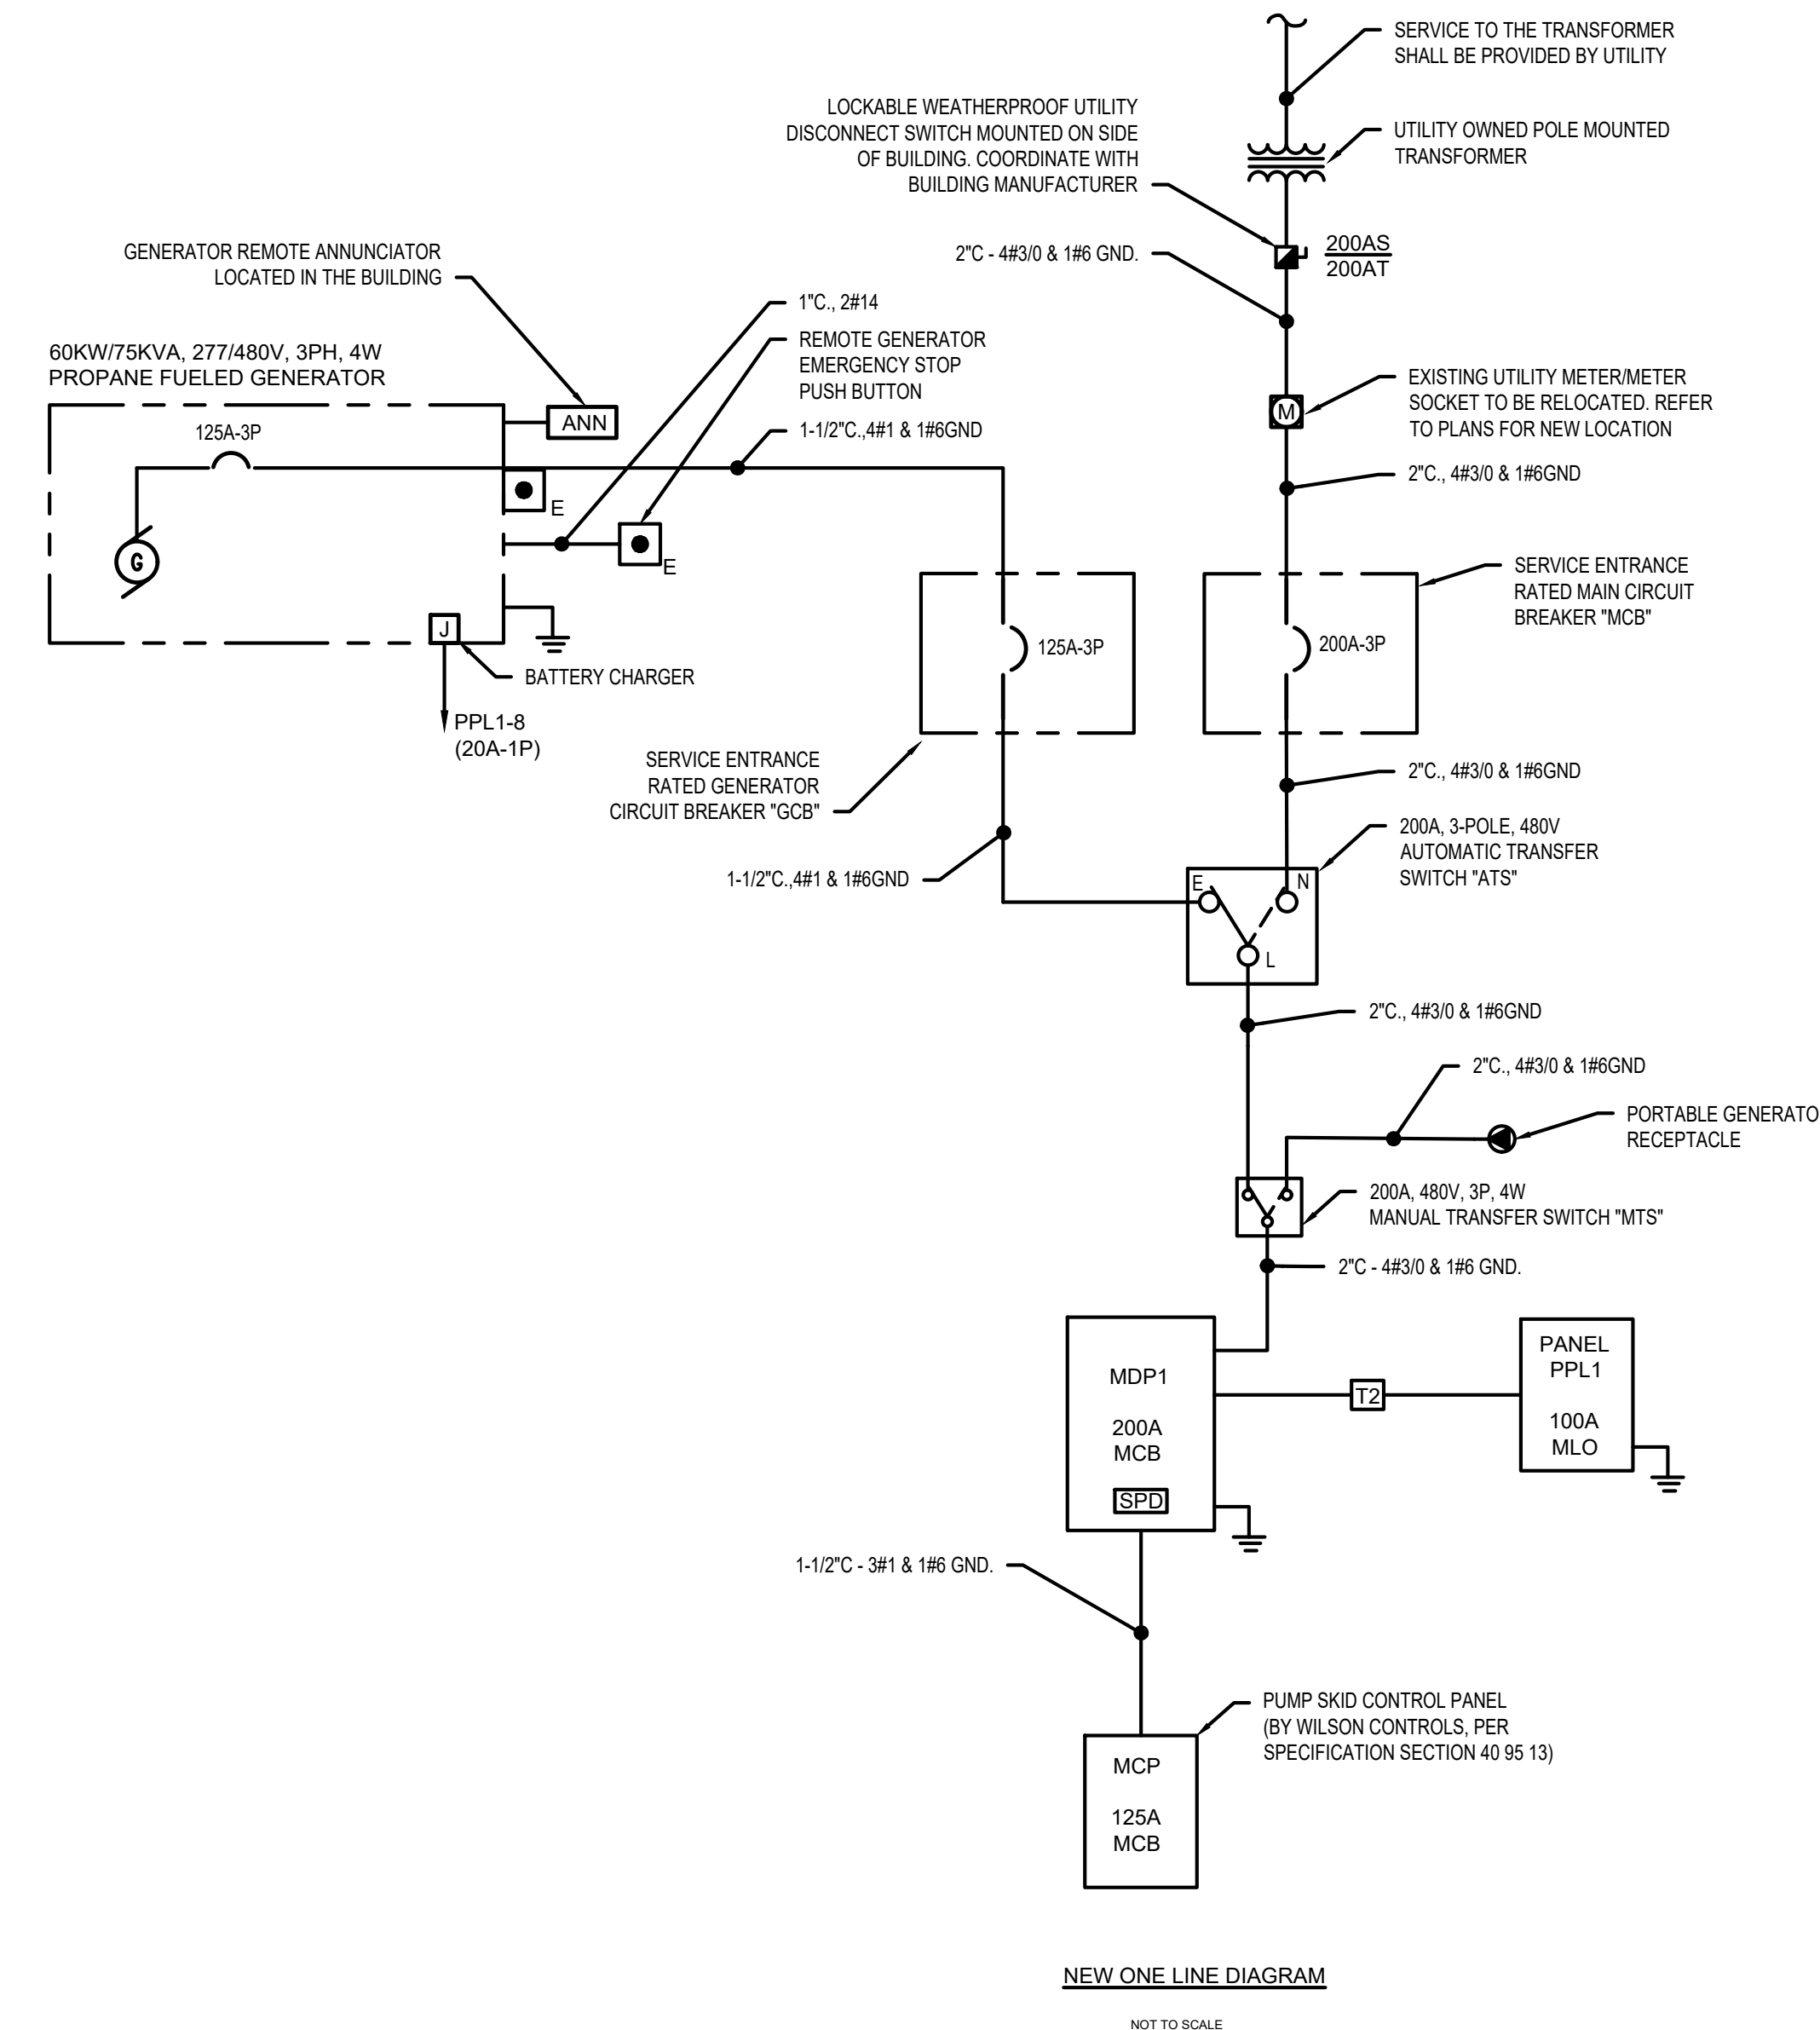 SERVICE TO THE TRANSFORMER
SHALL BE PROVIDED BY UTILITY
LOCKABLE WEATHERPROOF UTILITY
DISCONNECT SWITCH MOUNTED ON SIDE
OF BUILDING. COORDINATE WITH
BUILDING MANUFACTURER
UTILITY OWNED POLE MOUNTED
TRANSFORMER
200AS
200AT
2"C - 4#3/0 & 1#6 GND.
GENERATOR REMOTE ANNUNCIATOR
LOCATED IN THE BUILDING
1"C., 2#14
REMOTE GENERATOR
EMERGENCY STOP
PUSH BUTTON
1-1/2"C.,4#1 & 1#6GND
60KW/75KVA, 277/480V, 3PH, 4W
PROPANE FUELED GENERATOR
125A-3P
ANN
E
E
G
J
BATTERY CHARGER
PPL1-8
(20A-1P)
M
EXISTING UTILITY METER/METER
SOCKET TO BE RELOCATED. REFER
TO PLANS FOR NEW LOCATION
2"C., 4#3/0 & 1#6GND
SERVICE ENTRANCE
RATED MAIN CIRCUIT
BREAKER "MCB"
125A-3P
200A-3P
SERVICE ENTRANCE
RATED GENERATOR
CIRCUIT BREAKER "GCB"
2"C., 4#3/0 & 1#6GND
1-1/2"C.,4#1 & 1#6GND
200A, 3-POLE, 480V
AUTOMATIC TRANSFER
SWITCH "ATS"
E
N
L
2"C., 4#3/0 & 1#6GND
2"C., 4#3/0 & 1#6GND
PORTABLE GENERATO
RECEPTACLE
200A, 480V, 3P, 4W
MANUAL TRANSFER SWITCH "MTS"
2"C - 4#3/0 & 1#6 GND.
MDP1
200A
MCB
SPD
T2
PANEL
PPL1
100A
MLO
1-1/2"C - 3#1 & 1#6 GND.
PUMP SKID CONTROL PANEL
(BY WILSON CONTROLS, PER
SPECIFICATION SECTION 40 95 13)
MCP
125A
MCB
NEW ONE LINE DIAGRAM
NOT TO SCALE